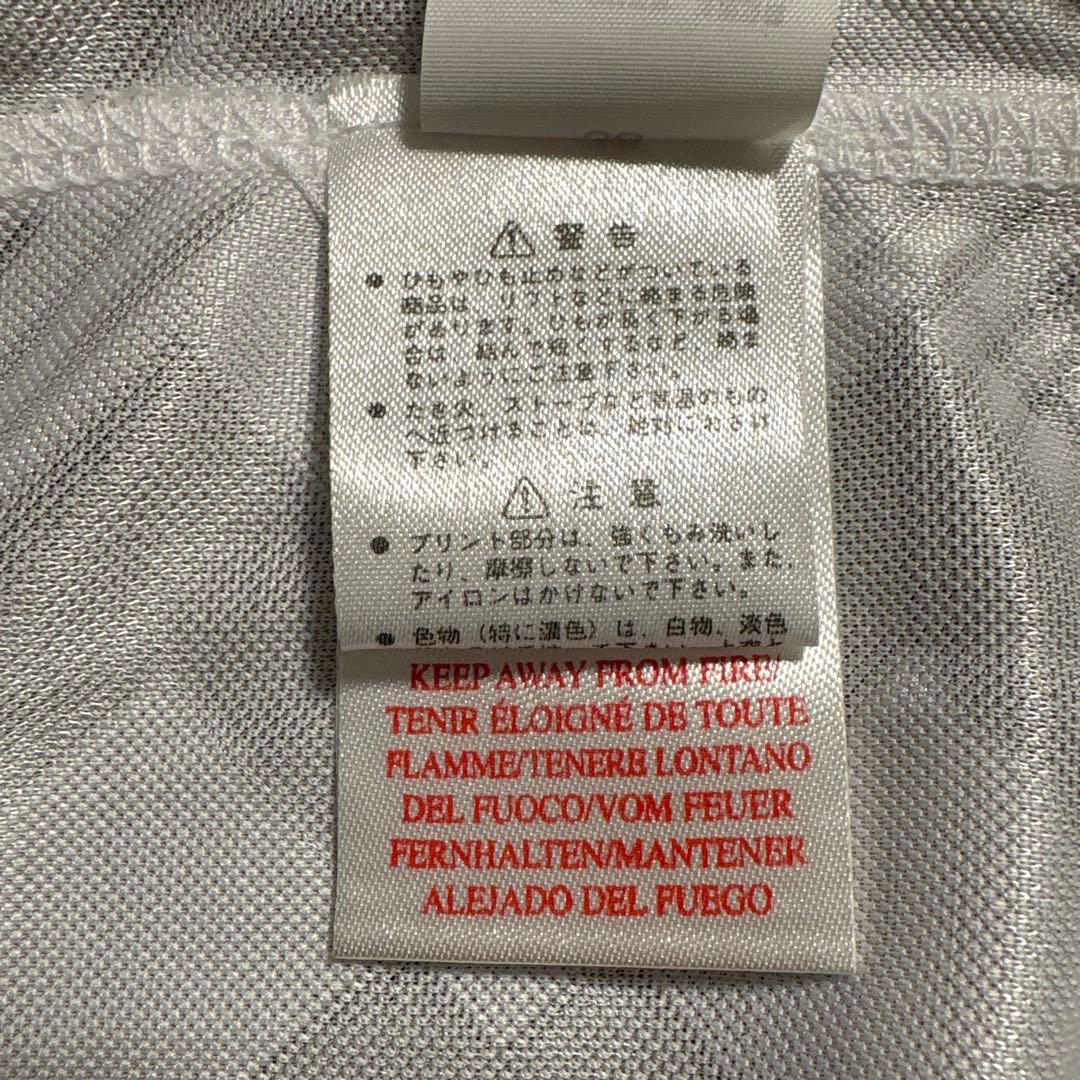 ⚠ 警告
● ひもやひも止めなどがついている
商品は、リフトなどに絡まる危険
があります。ひもが長く下がる場
合は、結んで短くするなど、絡ま
ないようにご注意下さい。
● たき火、ストーブなど高温のもの
へ近づけることは、絶対におさけ
下さい。
⚠ 注意
● プリント部分は、強くもみ洗いし
たり、摩擦しないで下さい。また、
アイロンはかけないで下さい。
● 色物(特に濃色)は、白物、淡色
KEEP AWAY FROM FIRE/
TENIR ÉLOIGNÉ DE TOUTE
FLAMME/TENERE LONTANO
DEL FUOCO/VOM FEUER
FERNHALTEN/MANTENER
ALEJADO DEL FUEGO